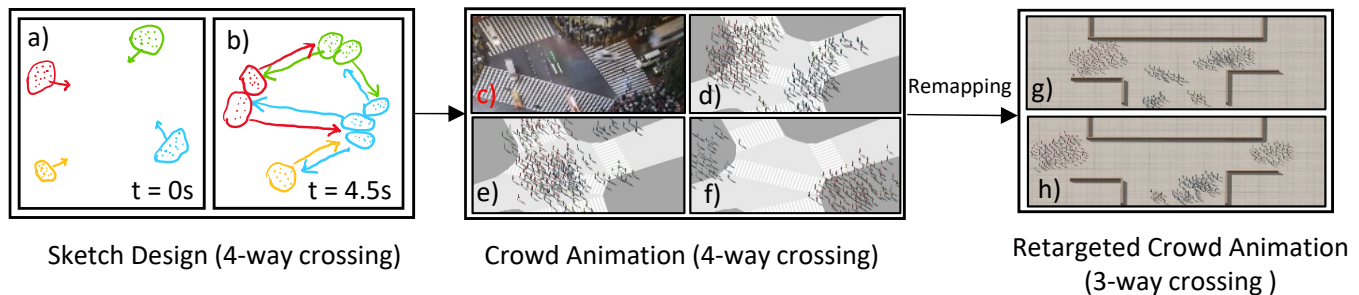 a)
t = 0s
b)
t = 4.5s
c)
d)
e)
f)
Remapping
g)
h)
Sketch Design (4-way crossing)
Crowd Animation (4-way crossing)
Retargeted Crowd Animation
(3-way crossing )